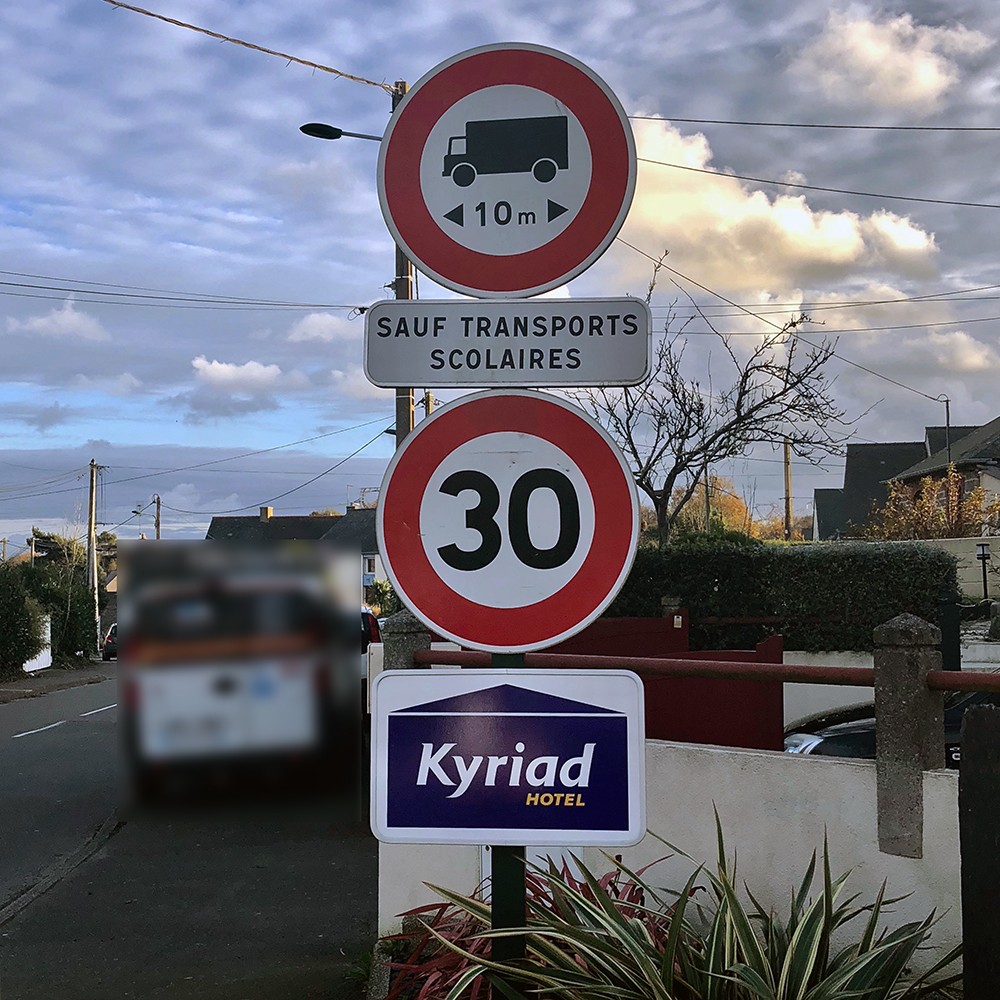 10m
SAUF TRANSPORTS
SCOLAIRES
30
Kyriad
HOTEL